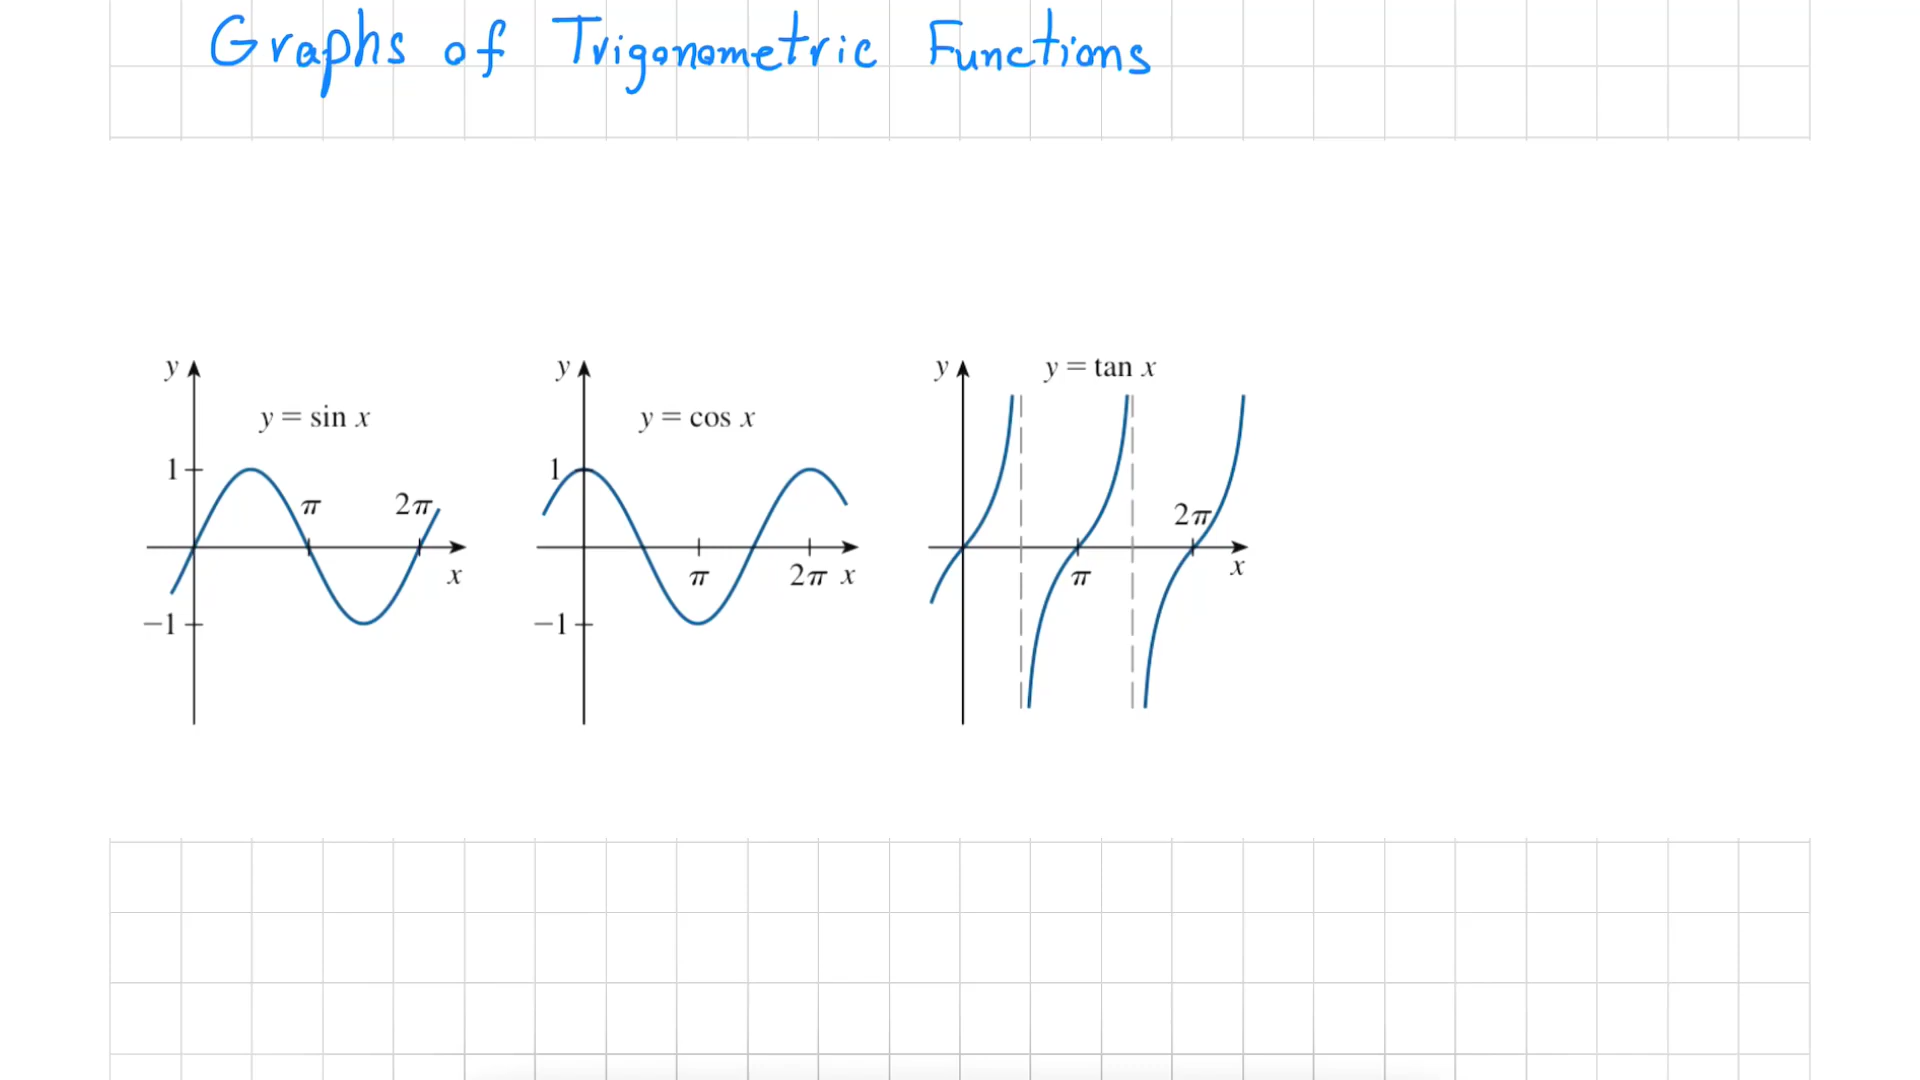 Graphs of Trigonometric Functions
y
y = sin x
1
π
2π
x
−1
y
y = cos x
1
π
2π
x
−1
y
y = tan x
2π
π
x